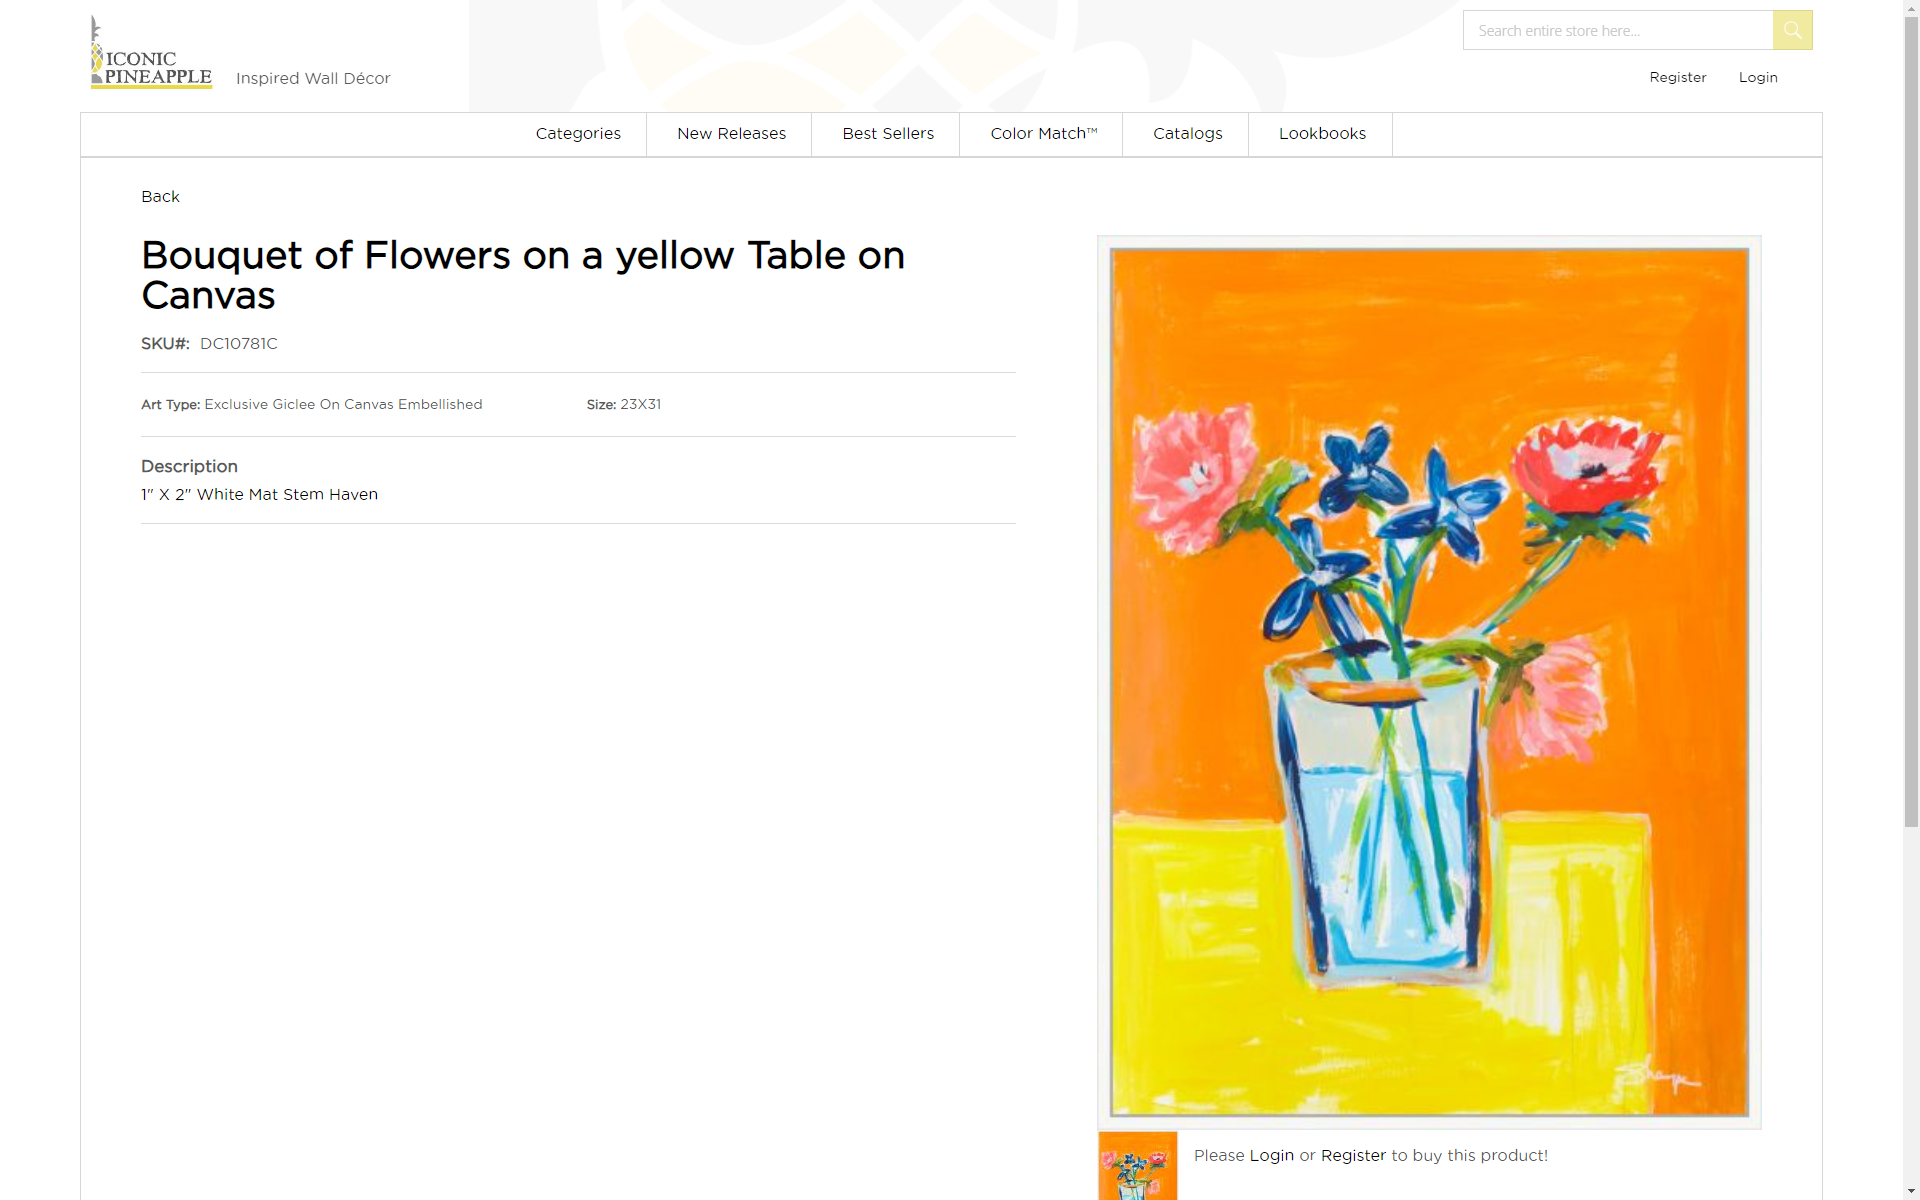 ICONIC
PINEAPPLE
Inspired Wall Décor
Search entire store here...
Register
Login
Categories
New Releases
Best Sellers
Color Match™
Catalogs
Lookbooks
Back
Bouquet of Flowers on a yellow Table on
Canvas
SKU#: DC10781C
Art Type: Exclusive Giclee On Canvas Embellished
Size: 23X31
Description
1" X 2" White Mat Stem Haven
Please Login or Register to buy this product!